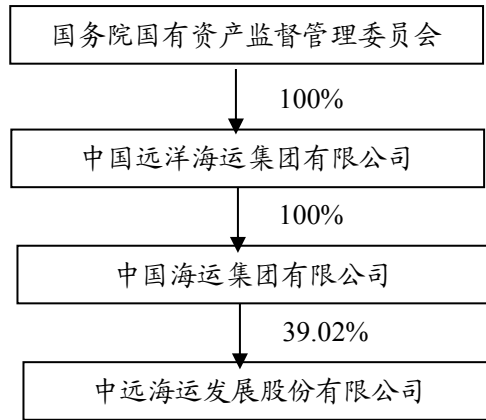 国务院国有资产监督管理委员会
100%
中国远洋海运集团有限公司
100%
中国海运集团有限公司
39.02%
中远海运发展股份有限公司